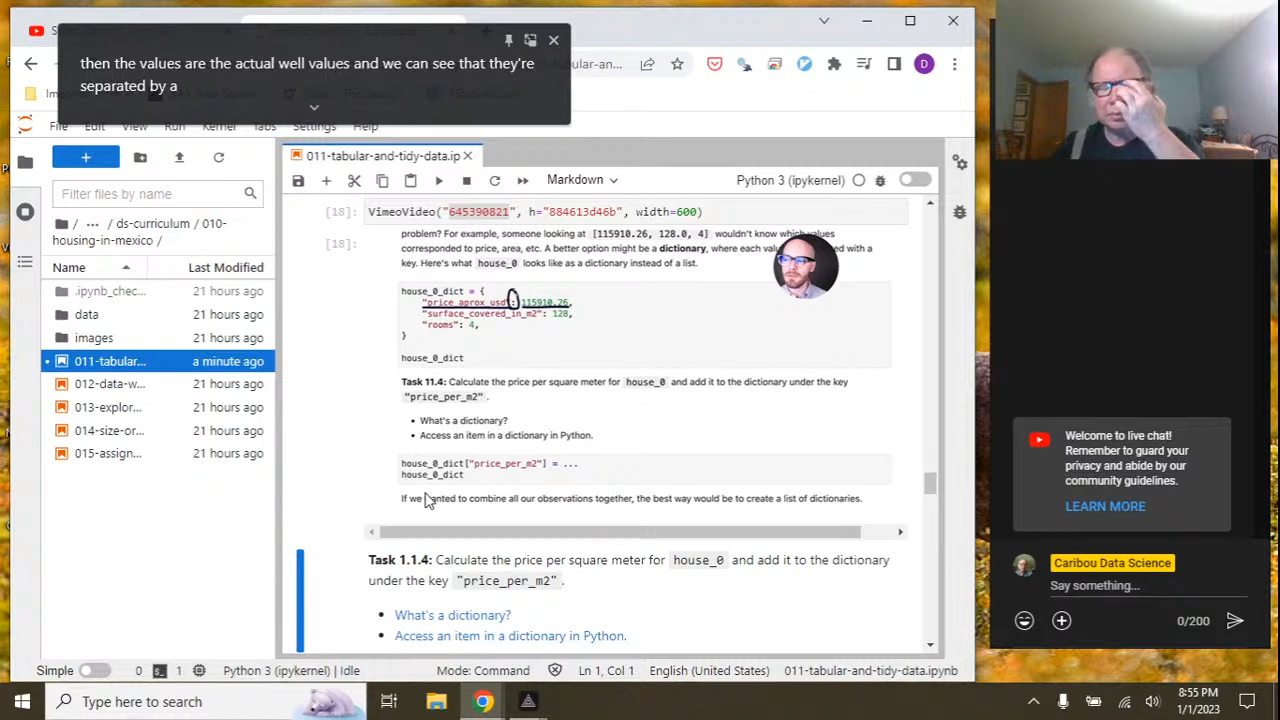 then the values are the actual well values and we can see that they're
separated by a
D
File Edit View Run Kernel Tabs Settings Help
011-tabular-and-tidy-data.ip
Markdown
Python 3 (ipykernel)
Filter files by name
/ ... / ds-curriculum / 010-
housing-in-mexico /
Name Last Modified
.ipynb_chec... 21 hours ago
data 21 hours ago
images 21 hours ago
011-tabular... a minute ago
012-data-w... 21 hours ago
013-explor... 21 hours ago
014-size-or... 21 hours ago
015-assign... 21 hours ago
[18]: VimeoVideo("645390821", h="884613d46b", width=600)
[18]:
problem? For example, someone looking at [115910.26, 128.0, 4] wouldn't know which values
corresponded to price, area, etc. A better option might be a dictionary, where each valu with a
key. Here's what house_0 looks like as a dictionary instead of a list.
house_0_dict = {
"price_aprox_usd": 115910.26,
"surface_covered_in_m2": 128,
"rooms": 4,
}
house_0_dict
Task 11.4: Calculate the price per square meter for house_0 and add it to the dictionary under the key
"price_per_m2".
• What's a dictionary?
• Access an item in a dictionary in Python.
house_0_dict["price_per_m2"] = ...
house_0_dict
If we wanted to combine all our observations together, the best way would be to create a list of dictionaries.
Task 1.1.4: Calculate the price per square meter for house_0 and add it to the dictionary
under the key "price_per_m2".
• What's a dictionary?
• Access an item in a dictionary in Python.
Simple 0 1 Python 3 (ipykernel) | Idle Mode: Command Ln 1, Col 1 English (United States) 011-tabular-and-tidy-data.ipynb
Welcome to live chat!
Remember to guard your
privacy and abide by our
community guidelines.
LEARN MORE
Caribou Data Science
Say something...
0/200
Type here to search
8:55 PM
1/1/2023